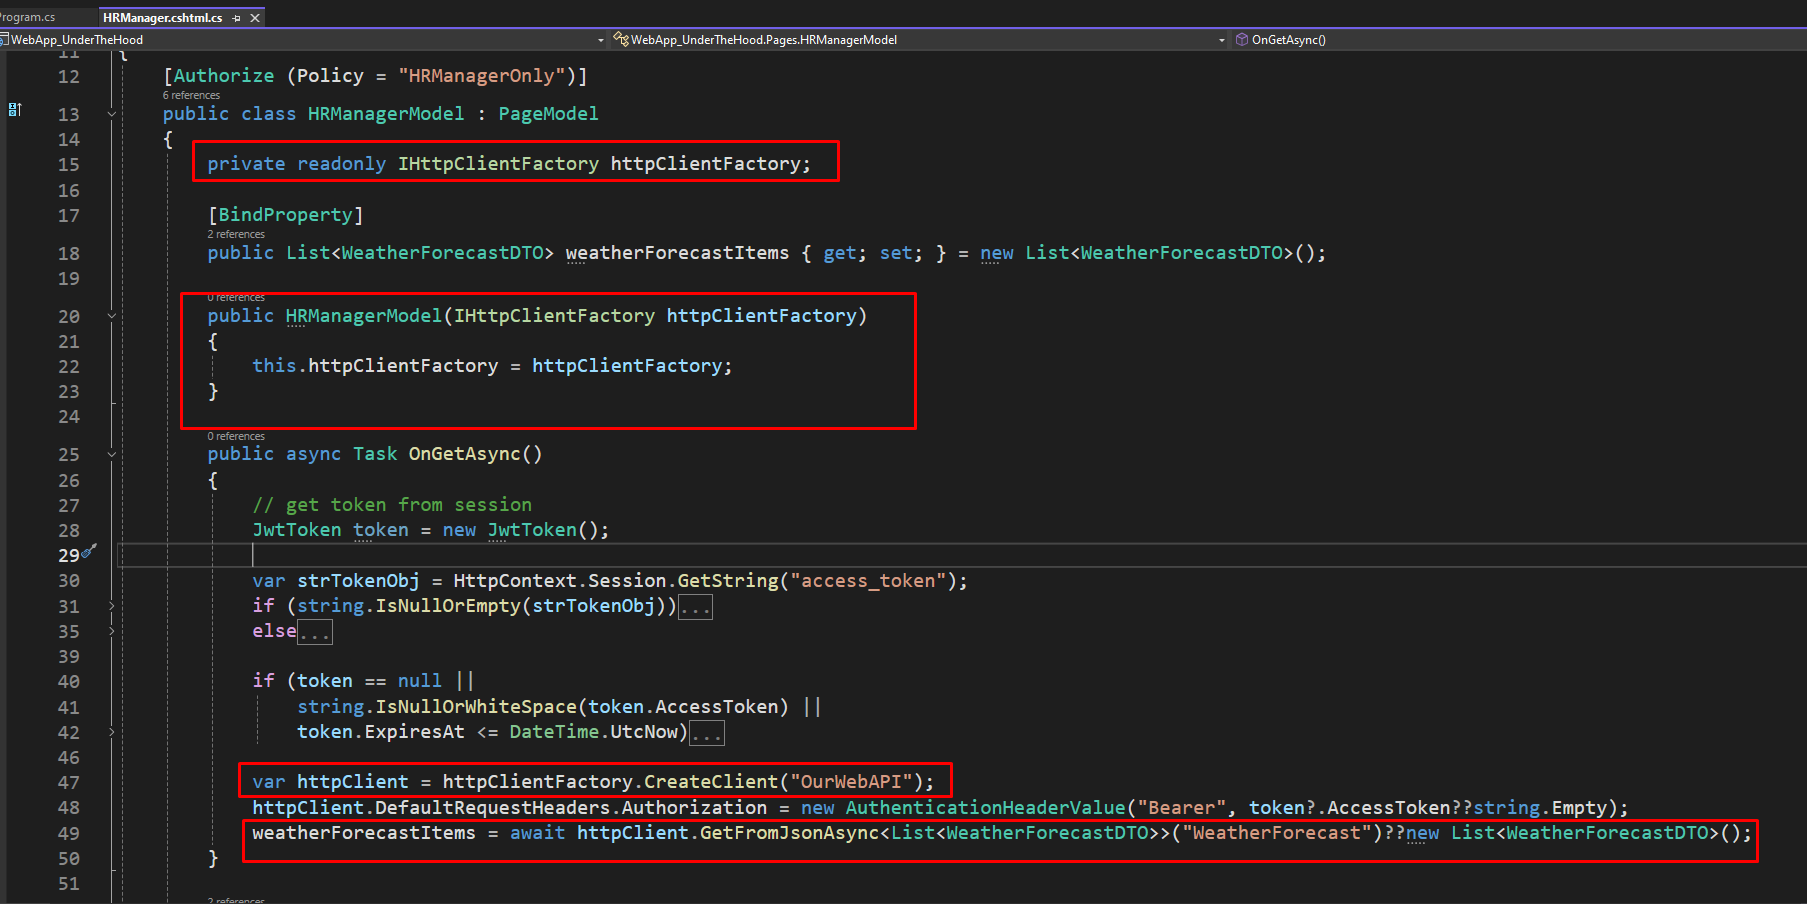 Program.cs
HRManager.cshtml.cs
WebApp_UnderTheHood
WebApp_UnderTheHood.Pages.HRManagerModel
OnGetAsync()
11 {
12 [Authorize (Policy = "HRManagerOnly")]
6 references
13 public class HRManagerModel : PageModel
14 {
15 private readonly IHttpClientFactory httpClientFactory;
16
17 [BindProperty]
2 references
18 public List<WeatherForecastDTO> weatherForecastItems { get; set; } = new List<WeatherForecastDTO>();
19
0 references
20 public HRManagerModel(IHttpClientFactory httpClientFactory)
21 {
22 this.httpClientFactory = httpClientFactory;
23 }
24
0 references
25 public async Task OnGetAsync()
26 {
27 // get token from session
28 JwtToken token = new JwtToken();
29
30 var strTokenObj = HttpContext.Session.GetString("access_token");
31 if (string.IsNullOrEmpty(strTokenObj))...
35 else...
39
40 if (token == null ||
41 string.IsNullOrWhiteSpace(token.AccessToken) ||
42 token.ExpiresAt <= DateTime.UtcNow)...
46
47 var httpClient = httpClientFactory.CreateClient("OurWebAPI");
48 httpClient.DefaultRequestHeaders.Authorization = new AuthenticationHeaderValue("Bearer", token?.AccessToken??string.Empty);
49 weatherForecastItems = await httpClient.GetFromJsonAsync<List<WeatherForecastDTO>>("WeatherForecast")??new List<WeatherForecastDTO>();
50 }
51
2 references